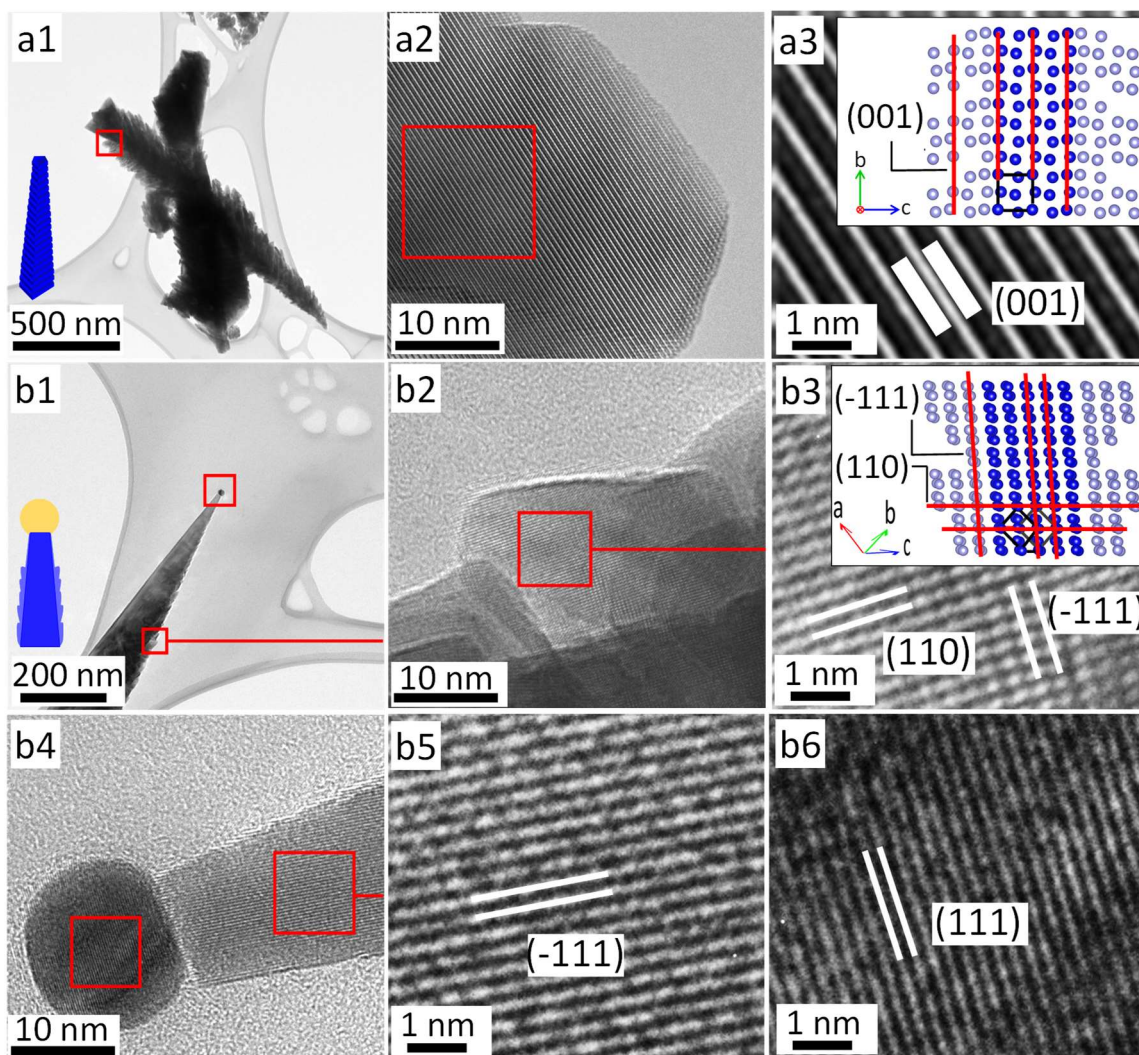 a1
500 nm
a2
10 nm
a3
(001)
b
c
(001)
1 nm
b1
200 nm
b2
10 nm
b3
(-111)
(110)
a
b
c
(110)
(-111)
1 nm
b4
10 nm
b5
(-111)
1 nm
b6
(111)
1 nm